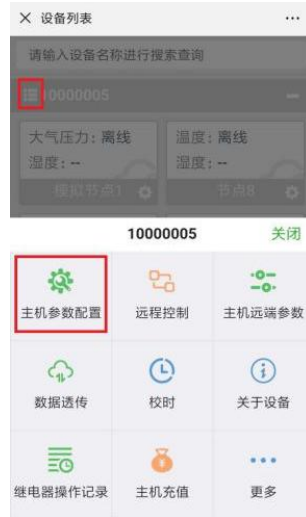 设备列表
请输入设备名称进行搜素查询
10000005
大气压力: 离线
湿度: --
模拟节点1
温度: 离线
湿度: --
节点8
10000005 关闭
主机参数配置 远程控制 主机远端参数
数据透传 校时 关于设备
继电器操作记录 主机充值 更多